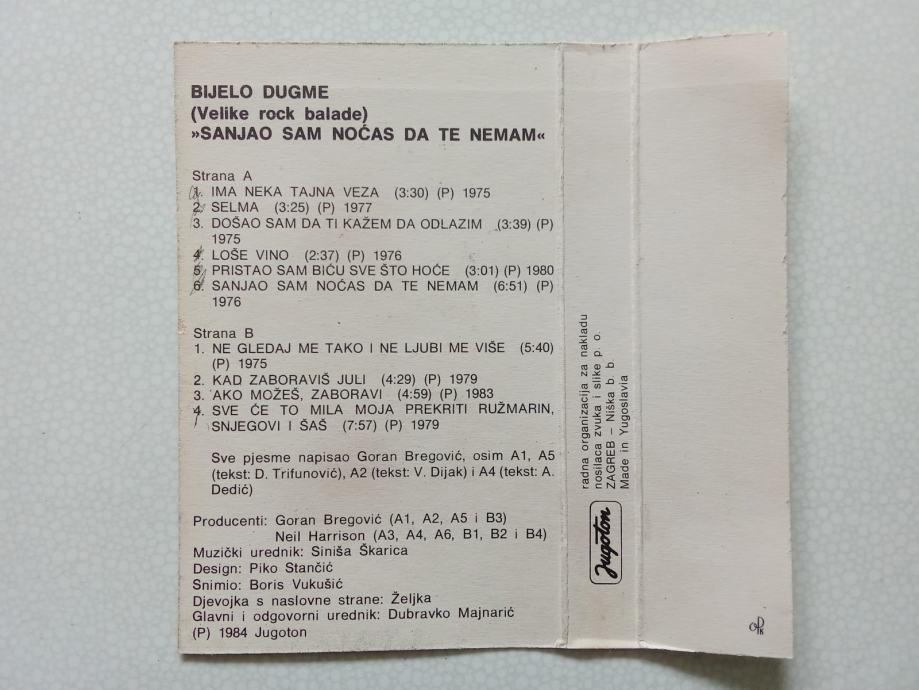 BIJELO DUGME
(Velike rock balade)
»SANJAO SAM NOĆAS DA TE NEMAM«
Strana A
1. IMA NEKA TAJNA VEZA (3:30) (P) 1975
2. SELMA (3:25) (P) 1977
3. DOŠAO SAM DA TI KAŽEM DA ODLAZIM (3:39) (P)
1975
4. LOŠE VINO (2:37) (P) 1976
5. PRISTAO SAM BIĆU SVE ŠTO HOĆE (3:01) (P) 1980
6. SANJAO SAM NOĆAS DA TE NEMAM (6:51) (P)
1976
Strana B
1. NE GLEDAJ ME TAKO I NE LJUBI ME VIŠE (5:40)
(P) 1975
2. KAD ZABORAVIŠ JULI (4:29) (P) 1979
3. AKO MOŽEŠ, ZABORAVI (4:59) (P) 1983
4. SVE ĆE TO MILA MOJA PREKRITI RUŽMARIN,
SNJEGOVI I ŠAŠ (7:57) (P) 1979
Sve pjesme napisao Goran Bregović, osim A1, A5
(tekst: D. Trifunović), A2 (tekst: V. Dijak) i A4 (tekst: A.
Dedić)
Producenti: Goran Bregović (A1, A2, A5 i B3)
Neil Harrison (A3, A4, A6, B1, B2 i B4)
Muzički urednik: Siniša Škarica
Design: Piko Stančić
Snimio: Boris Vukušić
Djevojka s naslovne strane: Željka
Glavni i odgovorni urednik: Dubravko Majnarić
(P) 1984 Jugoton
radna organizacija za nakladu
nosilaca zvuka i slike p. o.
ZAGREB – Niška b. b.
Made in Yugoslavia
Jugoton